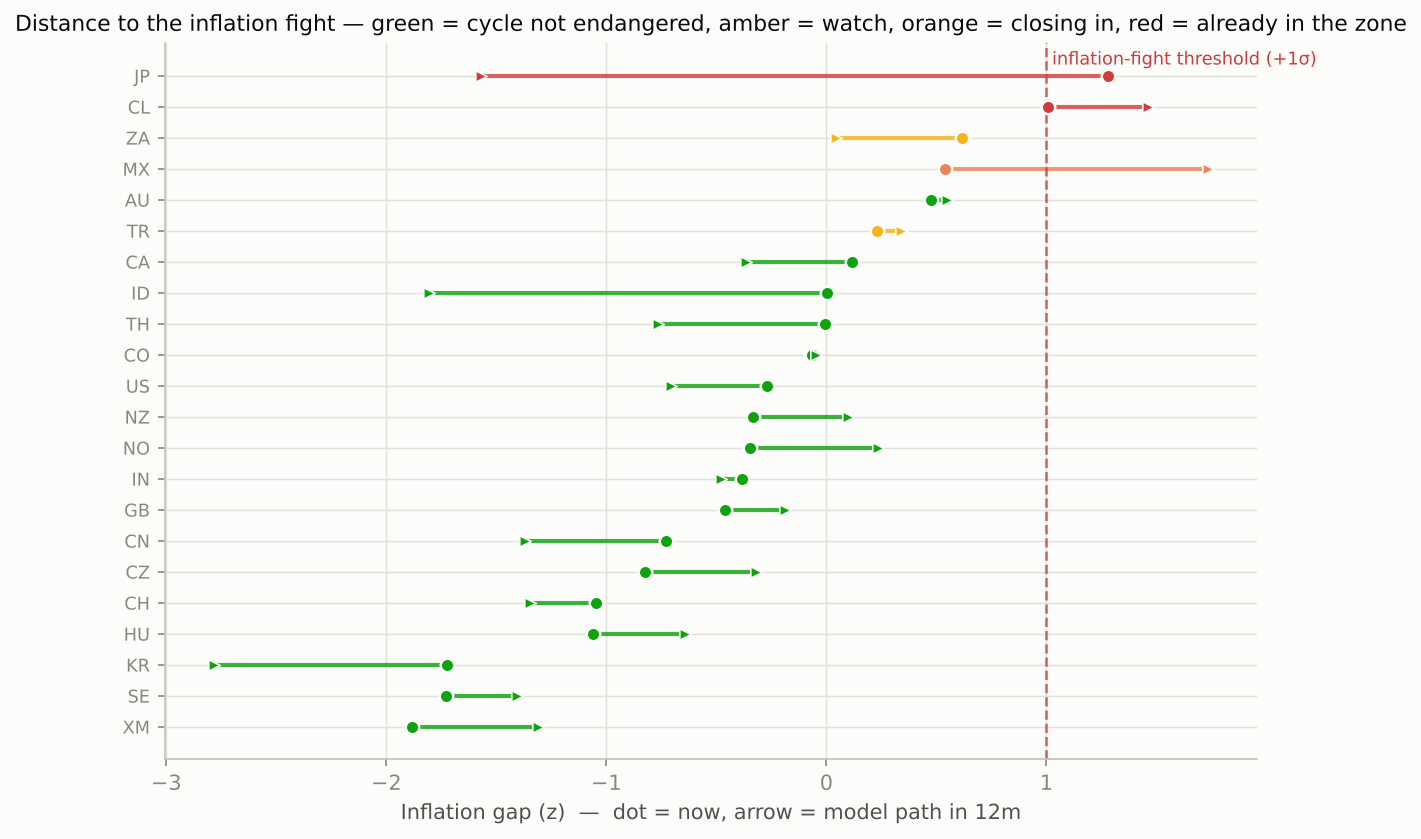 Distance to the inflation fight — green = cycle not endangered, amber = watch, orange = closing in, red = already in the zone
inflation-fight threshold (+1σ)
JP
CL
ZA
MX
AU
TR
CA
ID
TH
CO
US
NZ
NO
IN
GB
CN
CZ
CH
HU
KR
SE
XM
−3 −2 −1 0 1
Inflation gap (z) — dot = now, arrow = model path in 12m